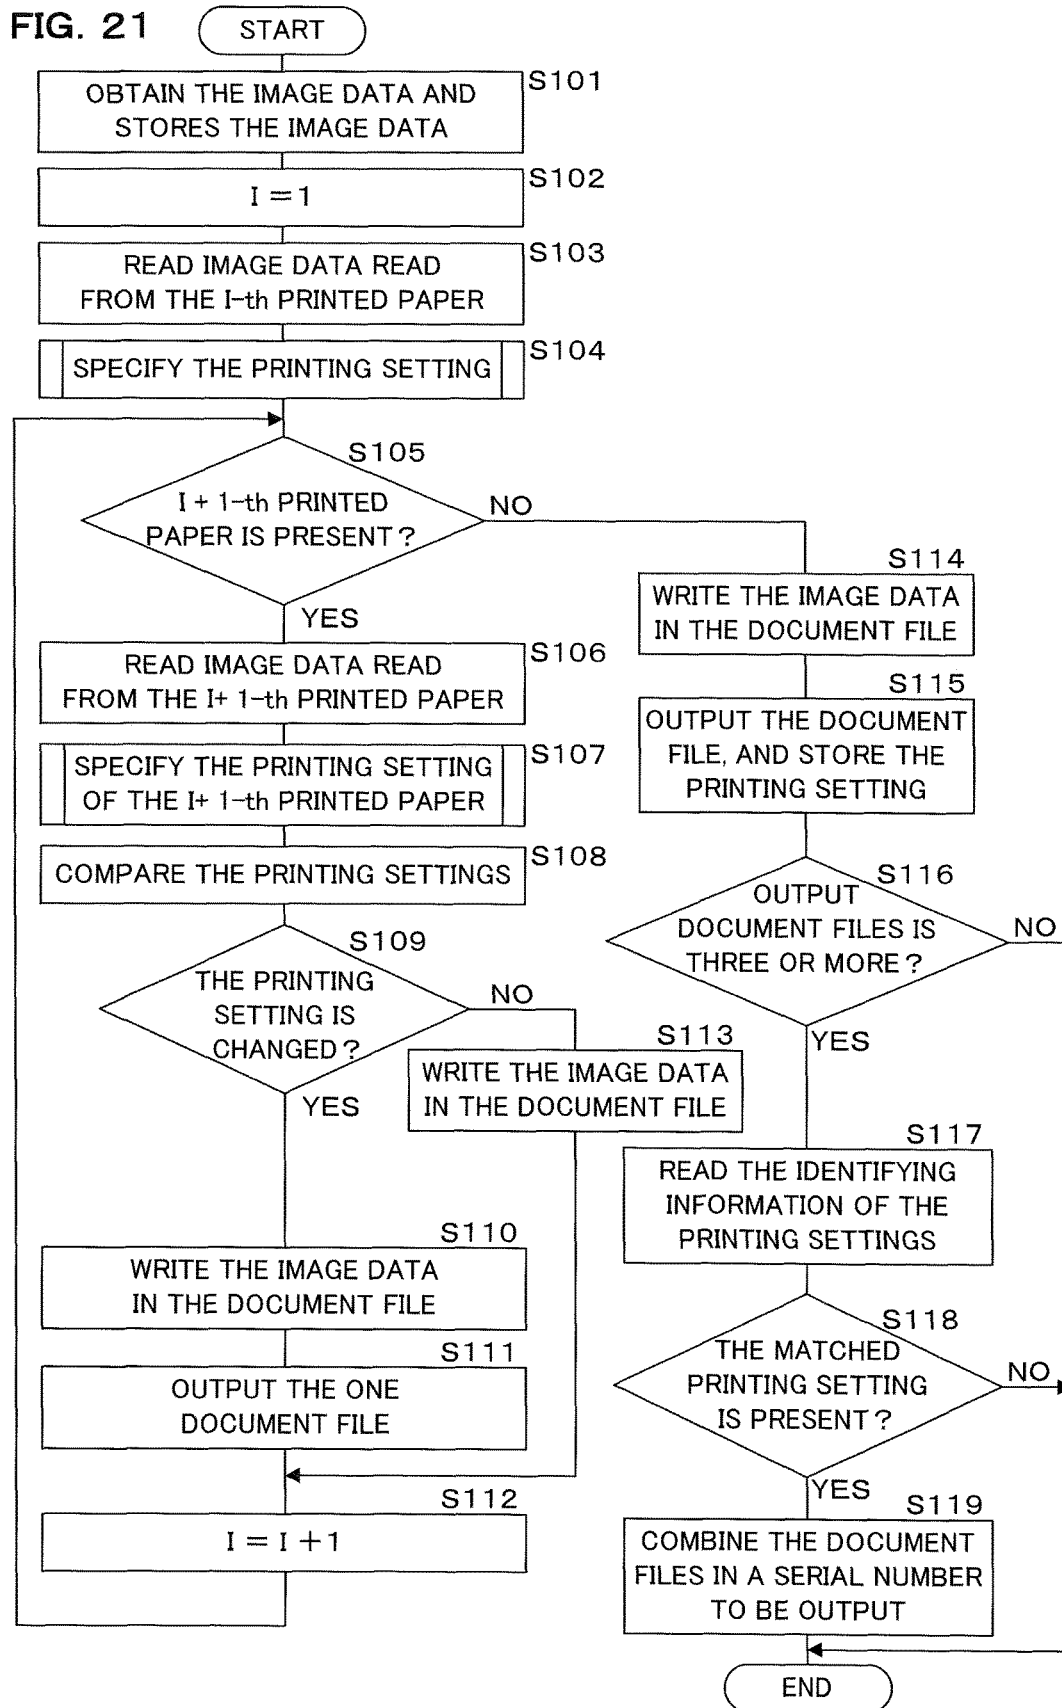 FIG. 21
START
S101
OBTAIN THE IMAGE DATA AND
STORES THE IMAGE DATA
S102
I = 1
S103
READ IMAGE DATA READ
FROM THE I-th PRINTED PAPER
S104
SPECIFY THE PRINTING SETTING
S105
I + 1-th PRINTED
PAPER IS PRESENT?
NO
YES
S106
READ IMAGE DATA READ
FROM THE I+ 1-th PRINTED PAPER
S107
SPECIFY THE PRINTING SETTING
OF THE I+ 1-th PRINTED PAPER
S108
COMPARE THE PRINTING SETTINGS
S109
THE PRINTING
SETTING IS
CHANGED?
NO
YES
S113
WRITE THE IMAGE DATA
IN THE DOCUMENT FILE
S110
WRITE THE IMAGE DATA
IN THE DOCUMENT FILE
S111
OUTPUT THE ONE
DOCUMENT FILE
S112
I = I + 1
S114
WRITE THE IMAGE DATA
IN THE DOCUMENT FILE
S115
OUTPUT THE DOCUMENT
FILE, AND STORE THE
PRINTING SETTING
S116
OUTPUT
DOCUMENT FILES IS
THREE OR MORE?
NO
YES
S117
READ THE IDENTIFYING
INFORMATION OF THE
PRINTING SETTINGS
S118
THE MATCHED
PRINTING SETTING
IS PRESENT?
NO
YES
S119
COMBINE THE DOCUMENT
FILES IN A SERIAL NUMBER
TO BE OUTPUT
END